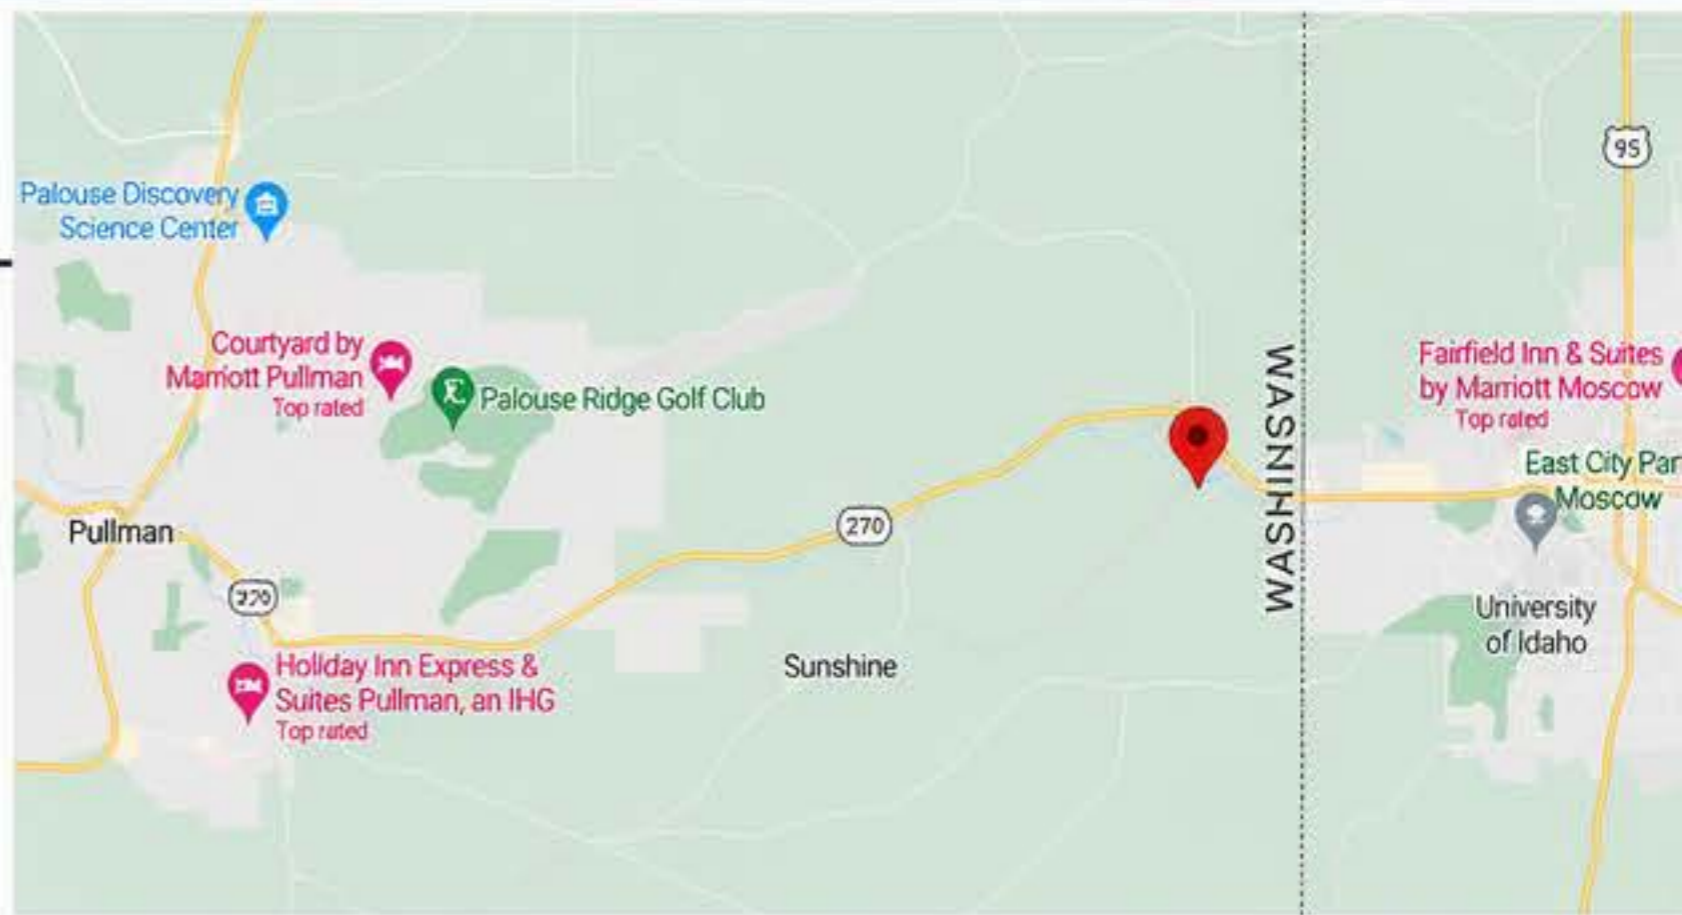 95
Palouse Discovery
Science Center
Courtyard by
Marriott Pullman
Top rated
Palouse Ridge Golf Club
WASHINSAW
Fairfield Inn & Suites
by Marriott Moscow
Top rated
East City Par
Moscow
270
Pullman
270
University
of Idaho
Sunshine
Holiday Inn Express &
Suites Pullman, an IHG
Top rated